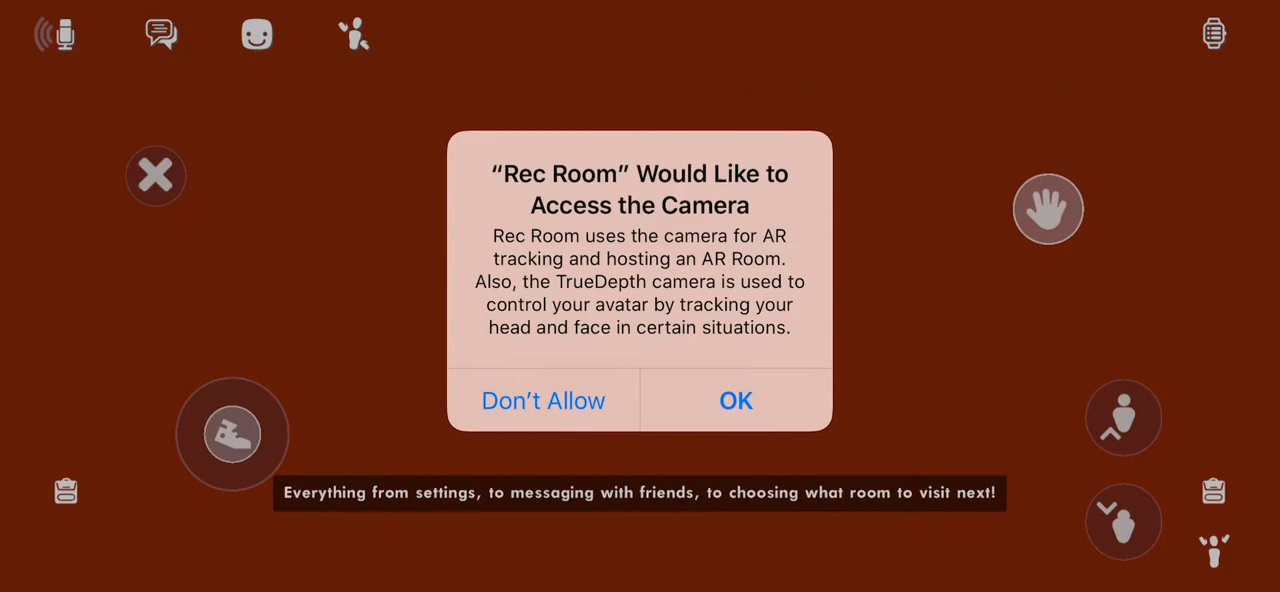 “Rec Room” Would Like to
Access the Camera
Rec Room uses the camera for AR
tracking and hosting an AR Room.
Also, the TrueDepth camera is used to
control your avatar by tracking your
head and face in certain situations.
Don’t Allow
OK
Everything from settings, to messaging with friends, to choosing what room to visit next!